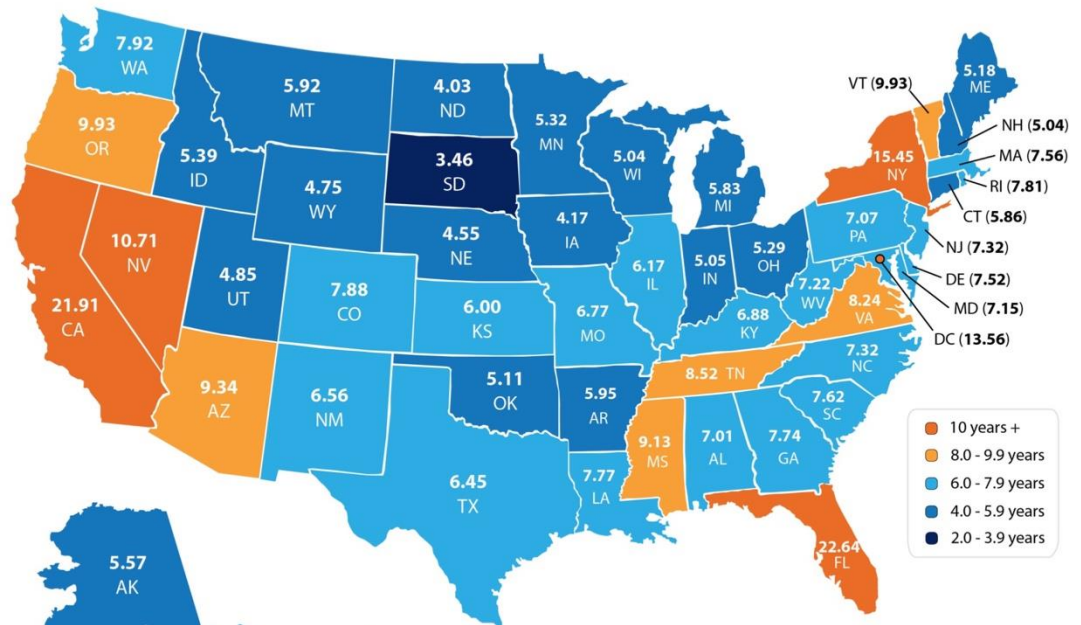 7.92
WA
9.93
OR
21.91
CA
10.71
NV
5.39
ID
5.92
MT
4.75
WY
4.85
UT
9.34
AZ
7.88
CO
6.56
NM
4.03
ND
3.46
SD
4.55
NE
6.00
KS
5.11
OK
6.45
TX
5.32
MN
4.17
IA
6.77
MO
5.95
AR
7.77
LA
5.04
WI
6.17
IL
5.83
MI
5.05
IN
5.29
OH
6.88
KY
8.52 TN
9.13
MS
7.01
AL
7.74
GA
22.64
FL
7.62
SC
7.32
NC
8.24
VA
7.22
WV
7.07
PA
15.45
NY
5.18
ME
VT (9.93)
NH (5.04)
MA (7.56)
RI (7.81)
CT (5.86)
NJ (7.32)
DE (7.52)
MD (7.15)
DC (13.56)
10 years +
8.0 - 9.9 years
6.0 - 7.9 years
4.0 - 5.9 years
2.0 - 3.9 years
5.57
AK